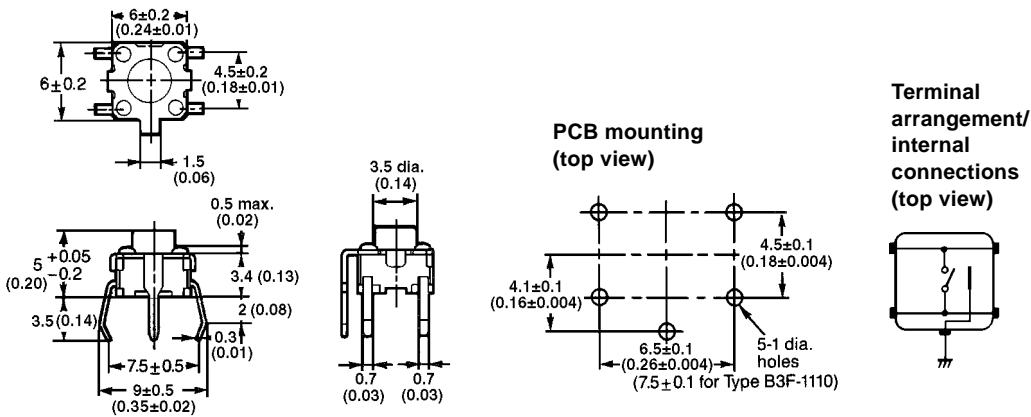 6±0.2
(0.24±0.01)
6±0.2
4.5±0.2
(0.18±0.01)
1.5
(0.06)
0.5 max.
(0.02)
5 +0.05
(0.20) -0.2
3.4 (0.13)
2 (0.08)
3.5 (0.14)
0.3
(0.01)
7.5±0.5
9±0.5
(0.35±0.02)
3.5 dia.
(0.14)
0.7
(0.03)
0.7
(0.03)
PCB mounting
(top view)
4.5±0.1
(0.18±0.004)
4.1±0.1
(0.16±0.004)
6.5±0.1
(0.26±0.004)
(7.5±0.1 for Type B3F-1110)
5-1 dia.
holes
Terminal
arrangement/
internal
connections
(top view)